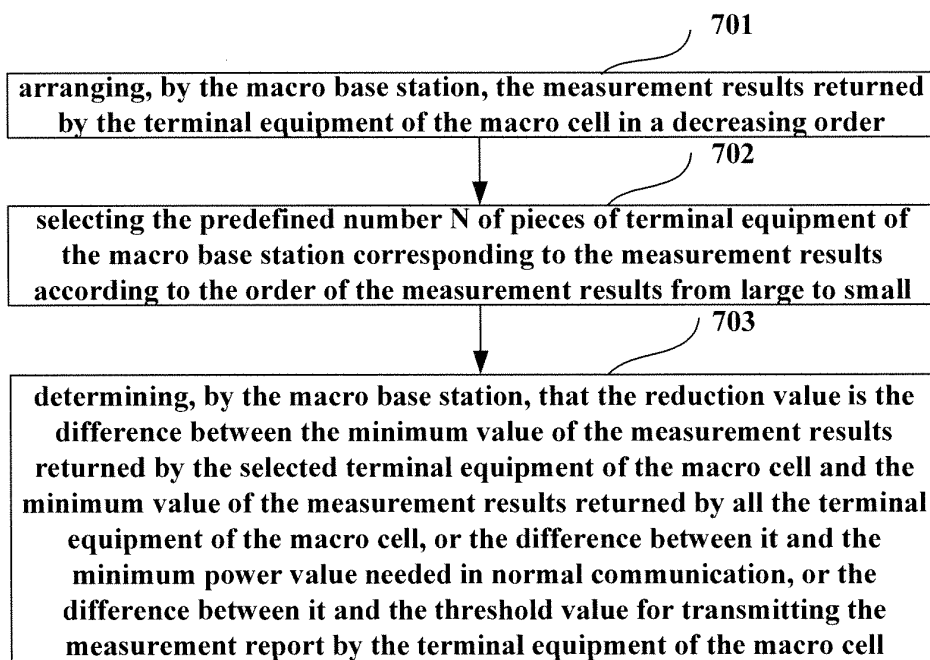 701
arranging, by the macro base station, the measurement results returned
by the terminal equipment of the macro cell in a decreasing order
702
selecting the predefined number N of pieces of terminal equipment of
the macro base station corresponding to the measurement results
according to the order of the measurement results from large to small
703
determining, by the macro base station, that the reduction value is the
difference between the minimum value of the measurement results
returned by the selected terminal equipment of the macro cell and the
minimum value of the measurement results returned by all the terminal
equipment of the macro cell, or the difference between it and the
minimum power value needed in normal communication, or the
difference between it and the threshold value for transmitting the
measurement report by the terminal equipment of the macro cell